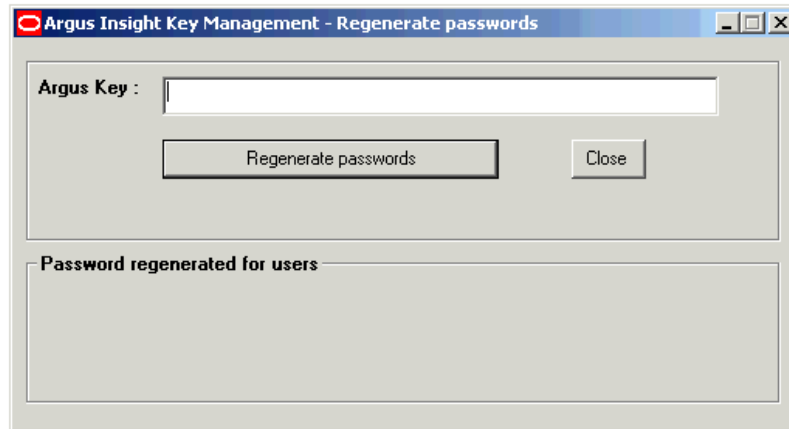 Argus Insight Key Management - Regenerate passwords
Argus Key :
Regenerate passwords Close
Password regenerated for users